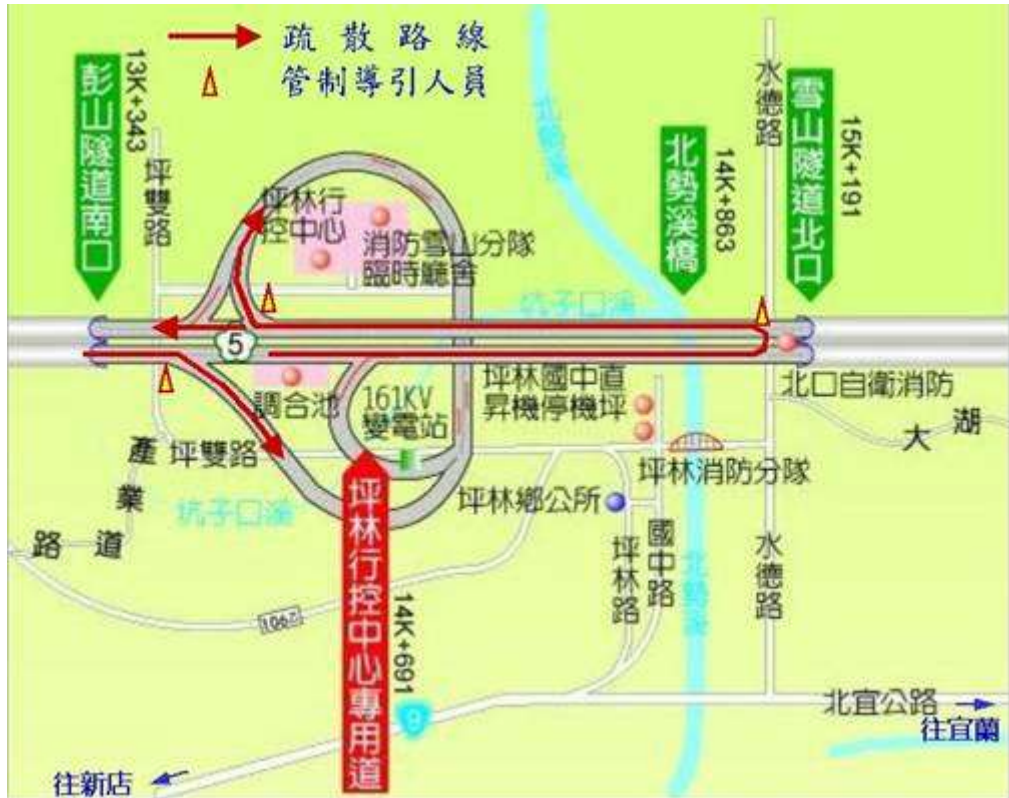 疏散路線
管制導引人員
彭山隧道南口
13K+343
坪雙路
坪林行
控中心
消防雪山分隊
臨時廳舍
北勢溪
坑子口溪
北勢溪橋
14K+863
水德路
雪山隧道北口
15K+191
5
調合池
161KV
變電站
坪林國中直
昇機停機坪
北口自衛消防
大湖
坪雙路
產業
道路
坑子口溪
坪林行控中心專用道
14K+691
坪林鄉公所
坪林消防分隊
坪林路
國中路
北勢溪
水德路
106乙
9
北宜公路
往宜蘭
往新店